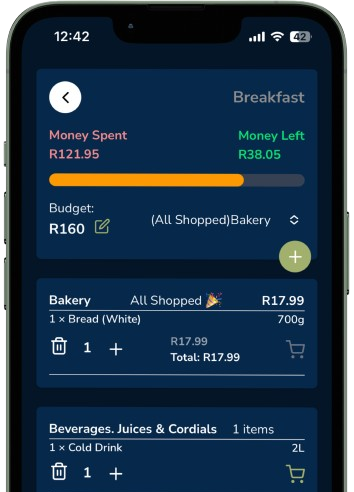 12:42
42
Breakfast
Money Spent Money Left
R121.95 R38.05
Budget:
R160 (All Shopped)Bakery
Bakery All Shopped 🎉 R17.99
1 × Bread (White) 700g
R17.99
1 Total: R17.99
Beverages. Juices & Cordials 1 items
1 × Cold Drink 2L
1